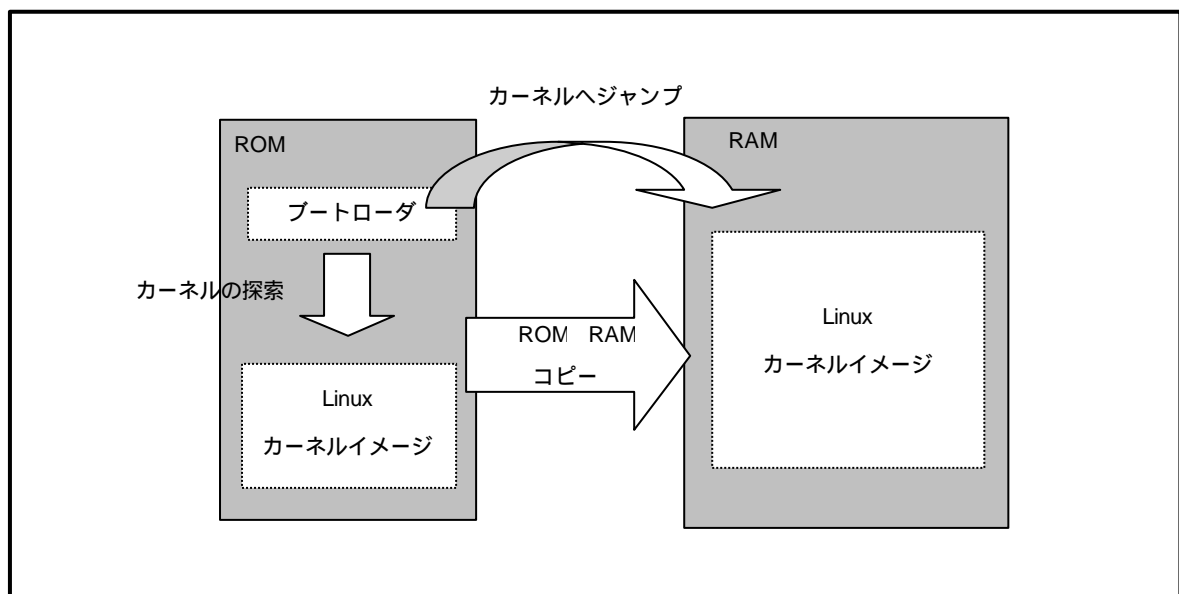 カーネルへジャンプ
ROM
RAM
ブートローダ
カーネルの探索
ROM RAM
コピー
Linux
カーネルイメージ
Linux
カーネルイメージ